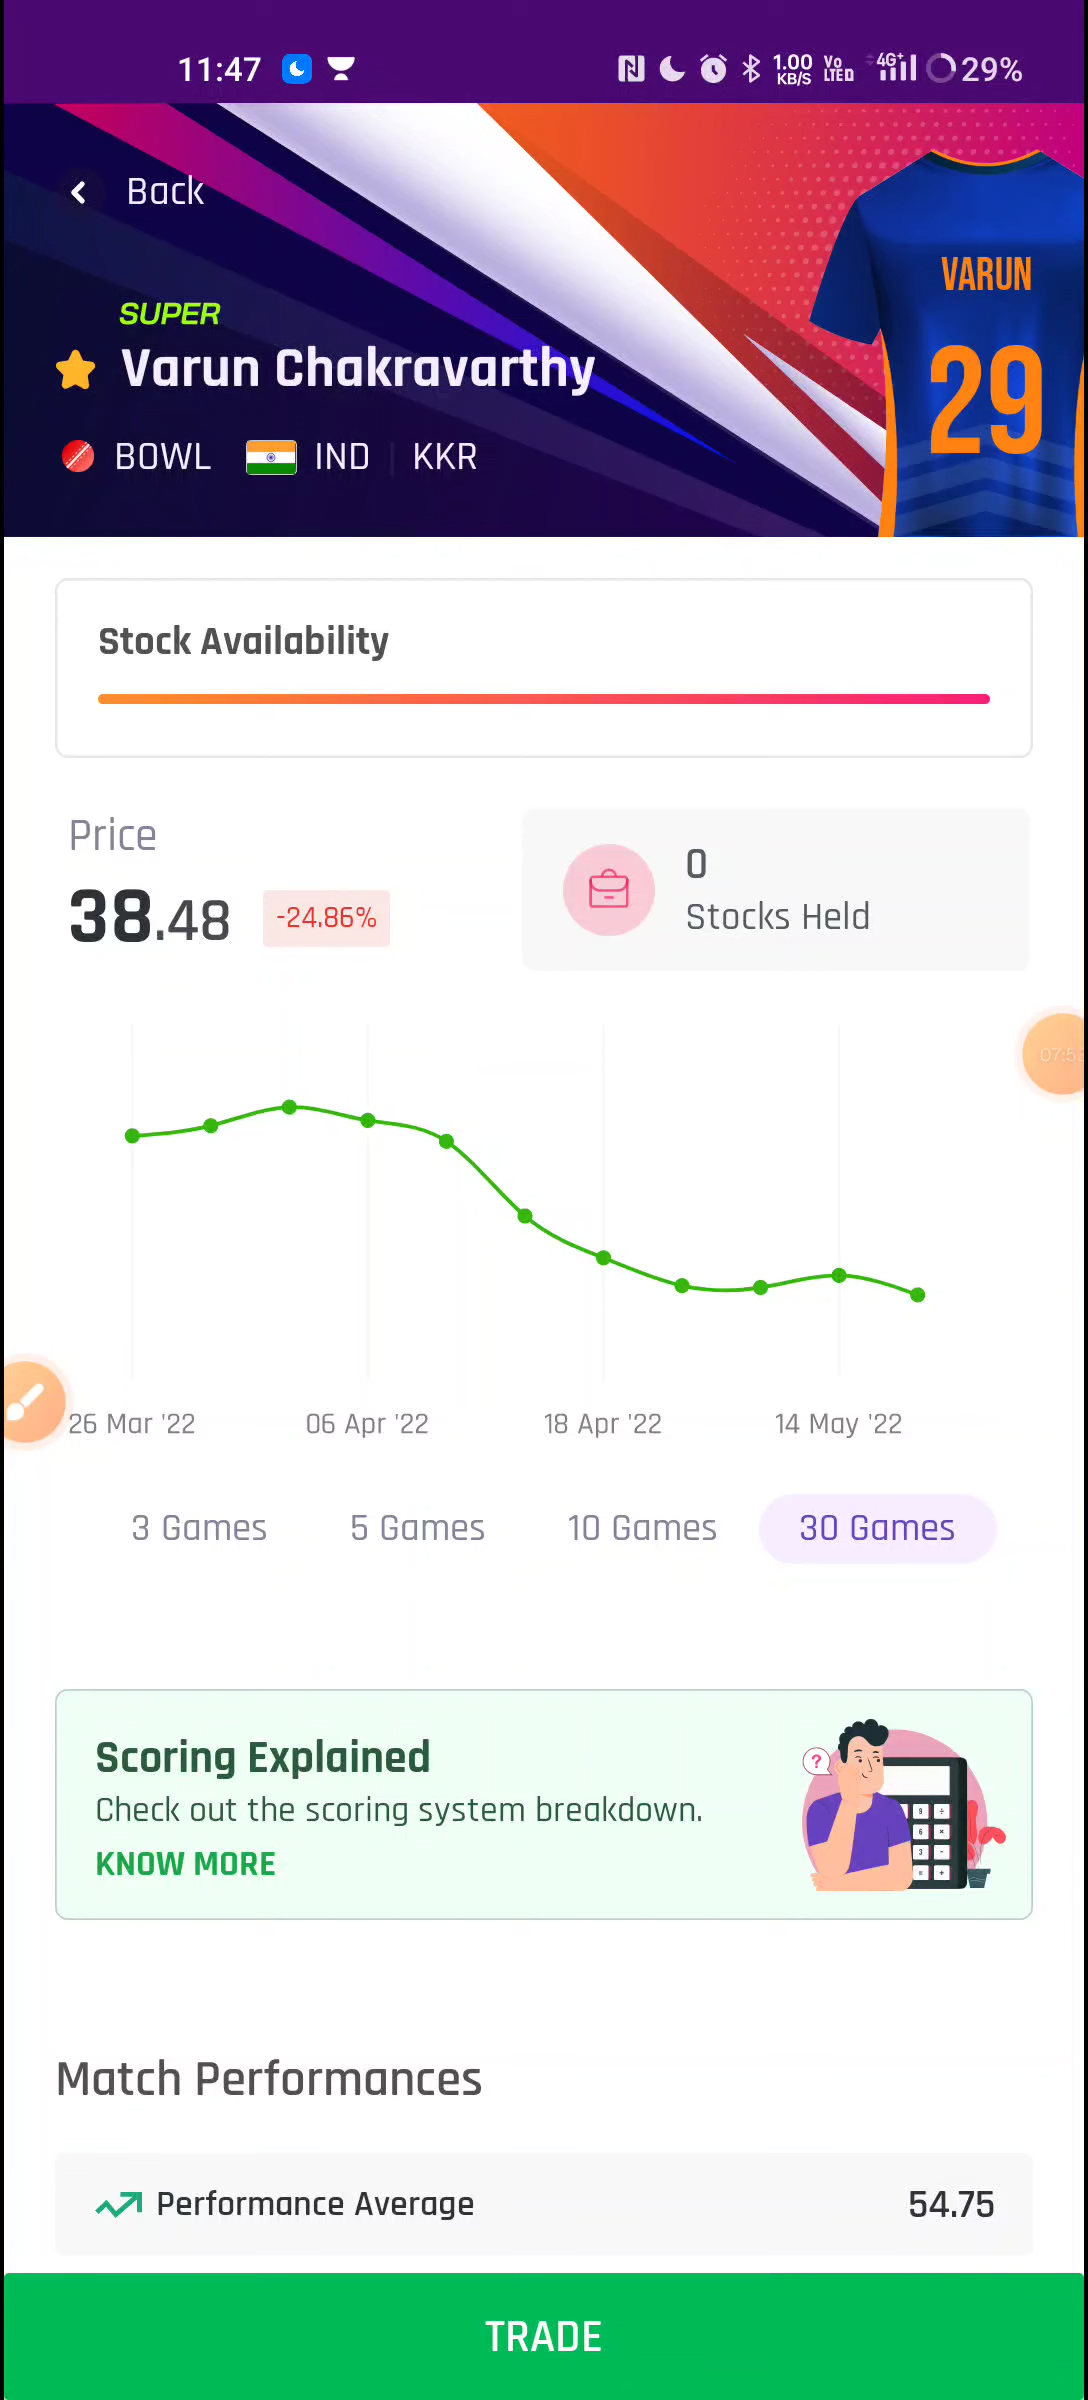 11:47
1.00 KB/S
Vo LTE
4G+
29%
Back
VARUN
29
SUPER
Varun Chakravarthy
BOWL IND KKR
Stock Availability
Price
38.48 -24.86%
0
Stocks Held
26 Mar '22 06 Apr '22 18 Apr '22 14 May '22
3 Games 5 Games 10 Games 30 Games
Scoring Explained
Check out the scoring system breakdown.
KNOW MORE
Match Performances
Performance Average 54.75
TRADE